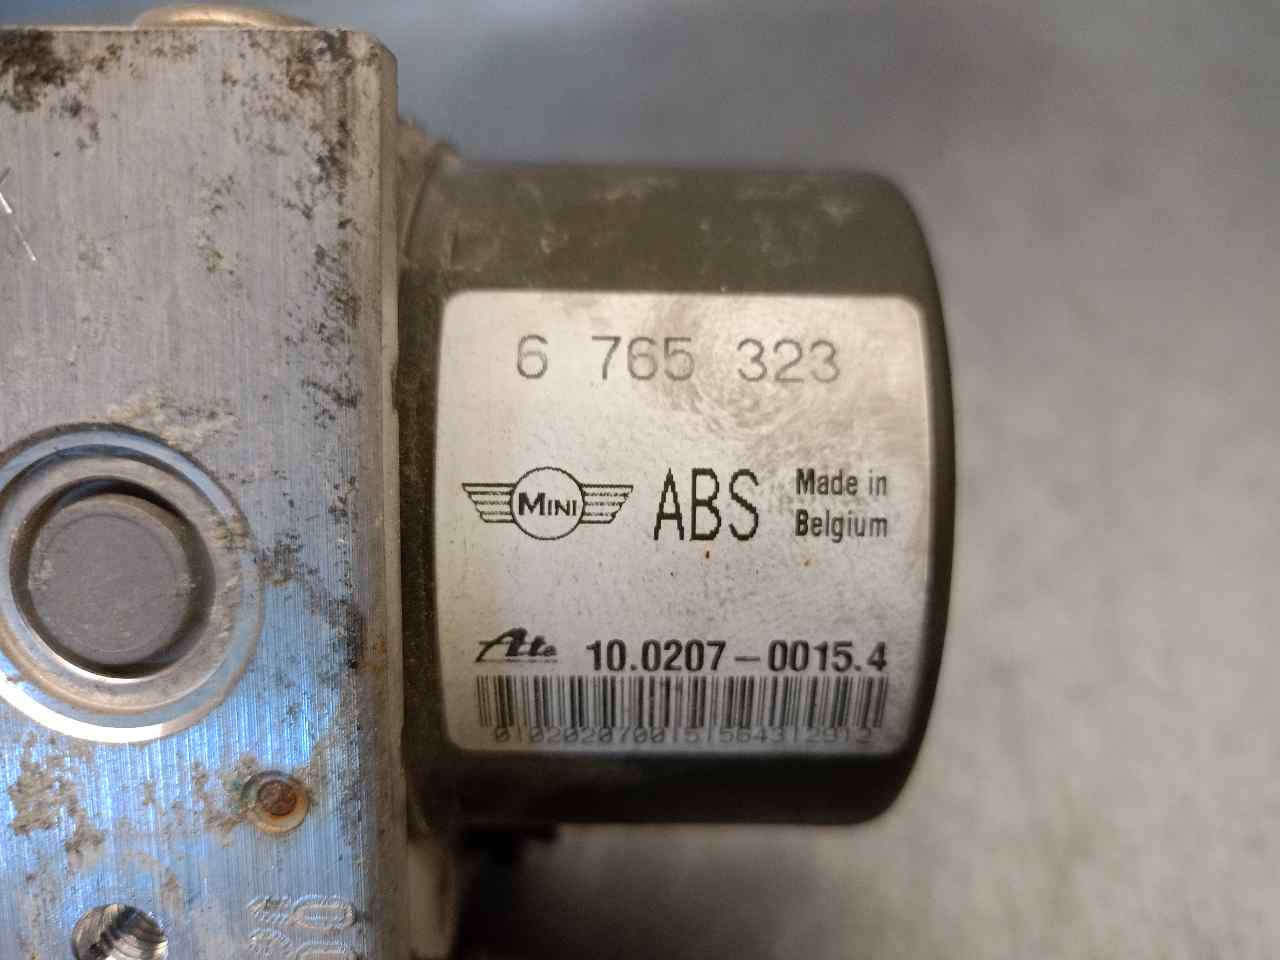 6 765 323
MINI ABS Made in Belgium
Ate 10.0207-0015.4